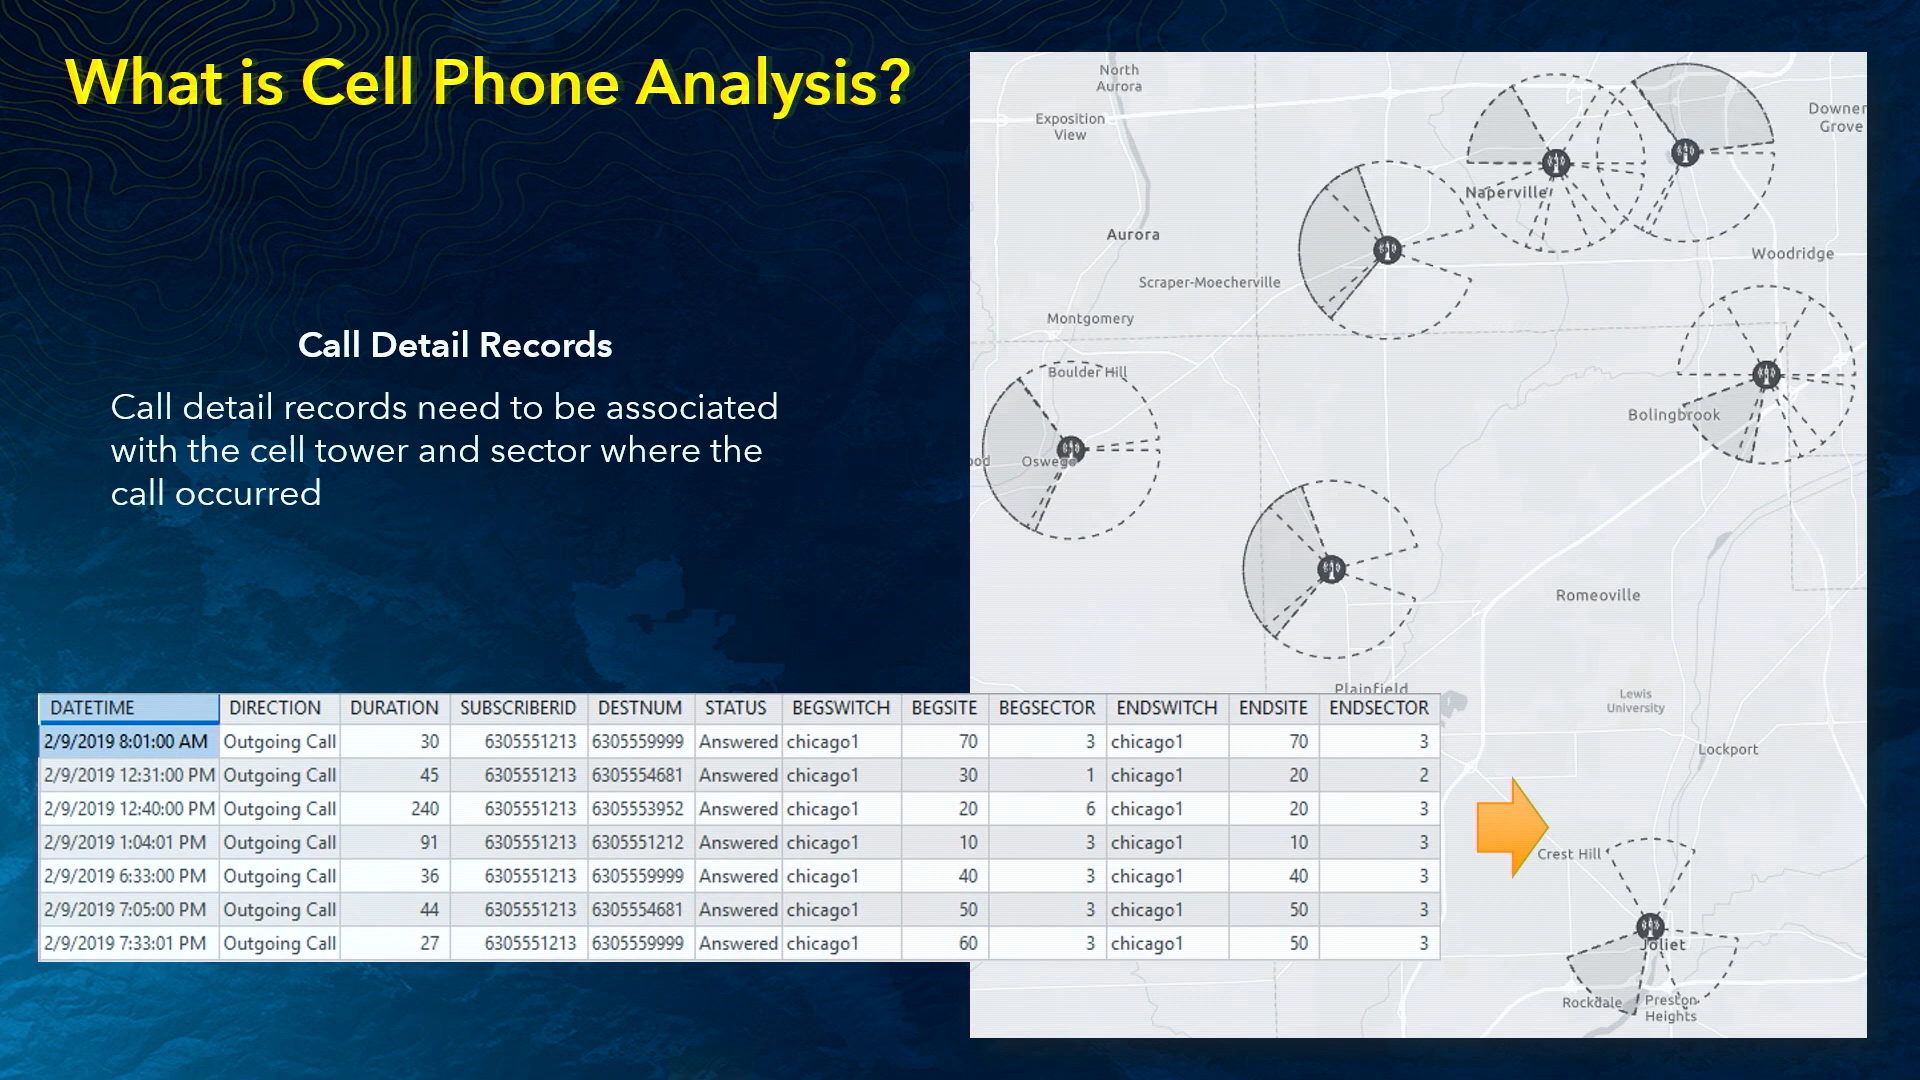 What is Cell Phone Analysis?
Call Detail Records
Call detail records need to be associated
with the cell tower and sector where the
call occurred
North
Aurora
Exposition
View
Downer
Grove
Naperville
Aurora
Woodridge
Scraper-Moecherville
Montgomery
Boulder Hill
Bolingbrook
ood
Oswego
Romeoville
Plainfield
Lewis
University
Lockport
Crest Hill
Joliet
Rockdale
Preston
Heights
DATETIME DIRECTION DURATION SUBSCRIBERID DESTNUM STATUS BEGSWITCH BEGSITE BEGSECTOR ENDSWITCH ENDSITE ENDSECTOR
2/9/2019 8:01:00 AM Outgoing Call 30 6305551213 6305559999 Answered chicago1 70 3 chicago1 70 3
2/9/2019 12:31:00 PM Outgoing Call 45 6305551213 6305554681 Answered chicago1 30 1 chicago1 20 2
2/9/2019 12:40:00 PM Outgoing Call 240 6305551213 6305553952 Answered chicago1 20 6 chicago1 20 3
2/9/2019 1:04:01 PM Outgoing Call 91 6305551213 6305551212 Answered chicago1 10 3 chicago1 10 3
2/9/2019 6:33:00 PM Outgoing Call 36 6305551213 6305559999 Answered chicago1 40 3 chicago1 40 3
2/9/2019 7:05:00 PM Outgoing Call 44 6305551213 6305554681 Answered chicago1 50 3 chicago1 50 3
2/9/2019 7:33:01 PM Outgoing Call 27 6305551213 6305559999 Answered chicago1 60 3 chicago1 50 3